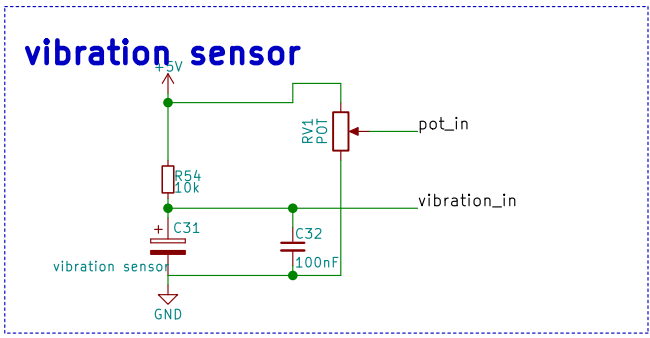 vibration sensor
+5V
pot_in
RV1
POT
R54
10k
vibration_in
+ C31
C32
vibration sensor
100nF
GND